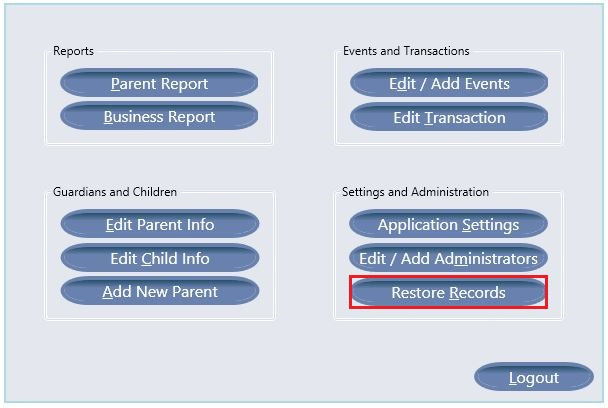 Reports
Parent Report
Business Report
Events and Transactions
Edit / Add Events
Edit Transaction
Guardians and Children
Edit Parent Info
Edit Child Info
Add New Parent
Settings and Administration
Application Settings
Edit / Add Administrators
Restore Records
Logout